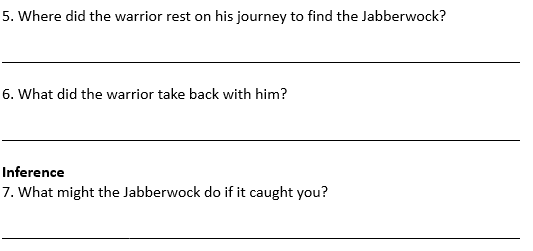 5. Where did the warrior rest on his journey to find the Jabberwock?
6. What did the warrior take back with him?
Inference
7. What might the Jabberwock do if it caught you?